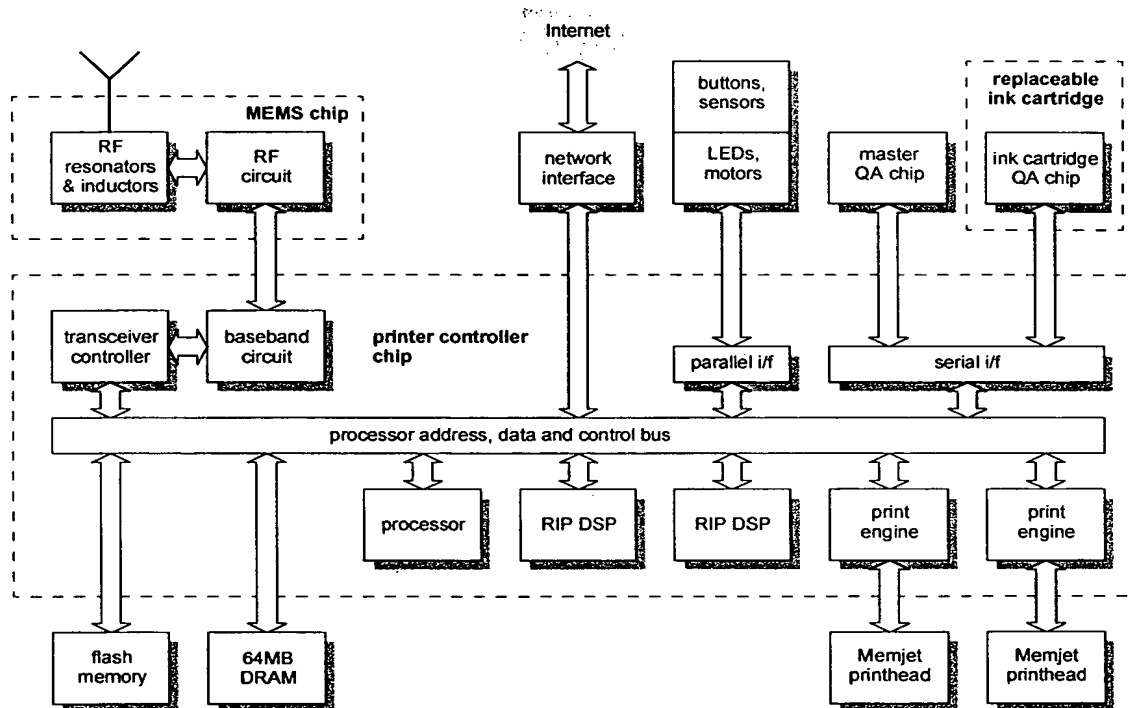 Internet
MEMS chip
RF
resonators
& inductors
RF
circuit
network
interface
buttons,
sensors
LEDs,
motors
master
QA chip
replaceable
ink cartridge
ink cartridge
QA chip
transceiver
controller
baseband
circuit
printer controller
chip
parallel i/f
serial i/f
processor address, data and control bus
processor
RIP DSP
RIP DSP
print
engine
print
engine
flash
memory
64MB
DRAM
Memjet
printhead
Memjet
printhead